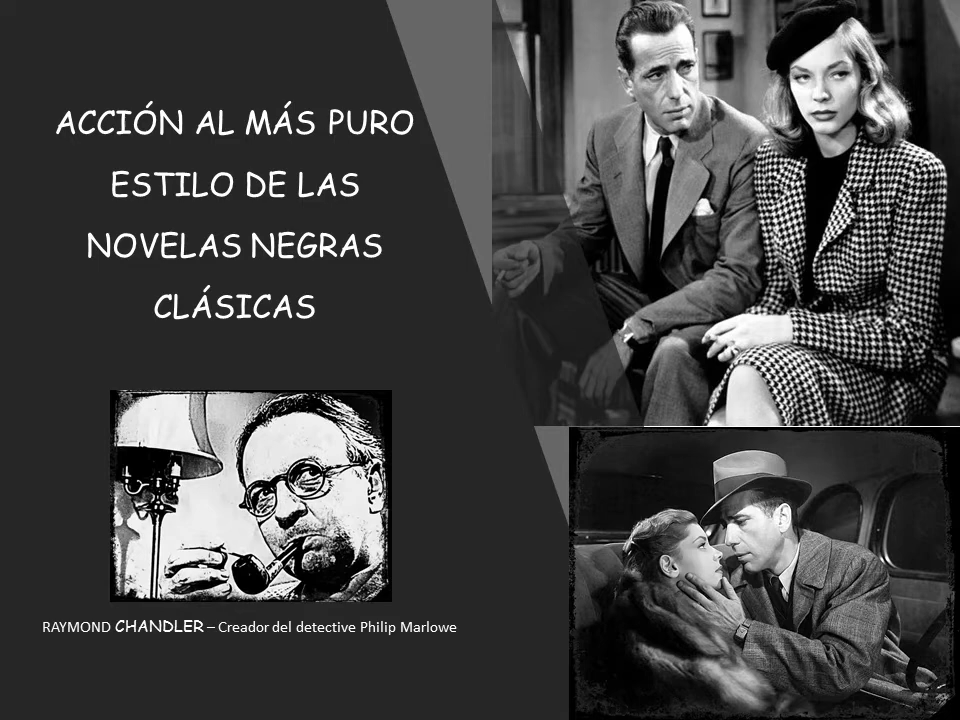 ACCIÓN AL MÁS PURO
ESTILO DE LAS
NOVELAS NEGRAS
CLÁSICAS
RAYMOND CHANDLER – Creador del detective Philip Marlowe